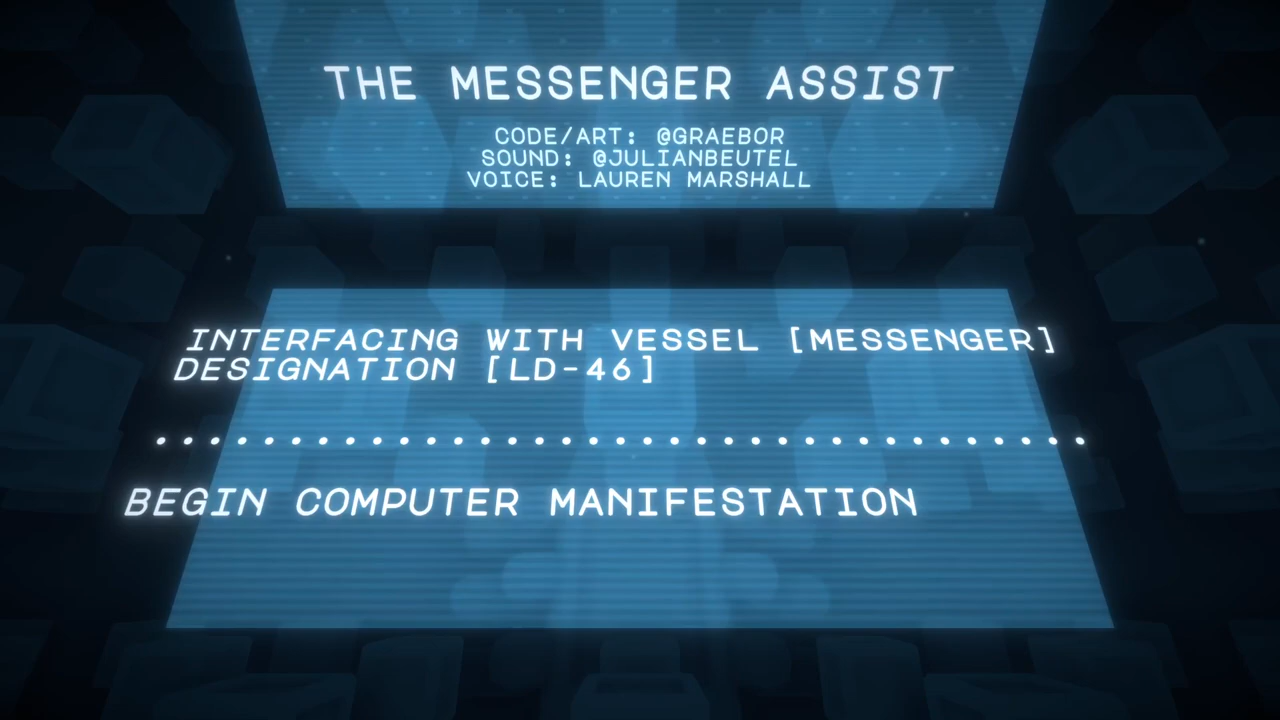 THE MESSENGER ASSIST
CODE/ART: @GRAEBOR
SOUND: @JULIANBEUTEL
VOICE: LAUREN MARSHALL
INTERFACING WITH VESSEL [MESSENGER]
DESIGNATION [LD-46]
...................................
BEGIN COMPUTER MANIFESTATION